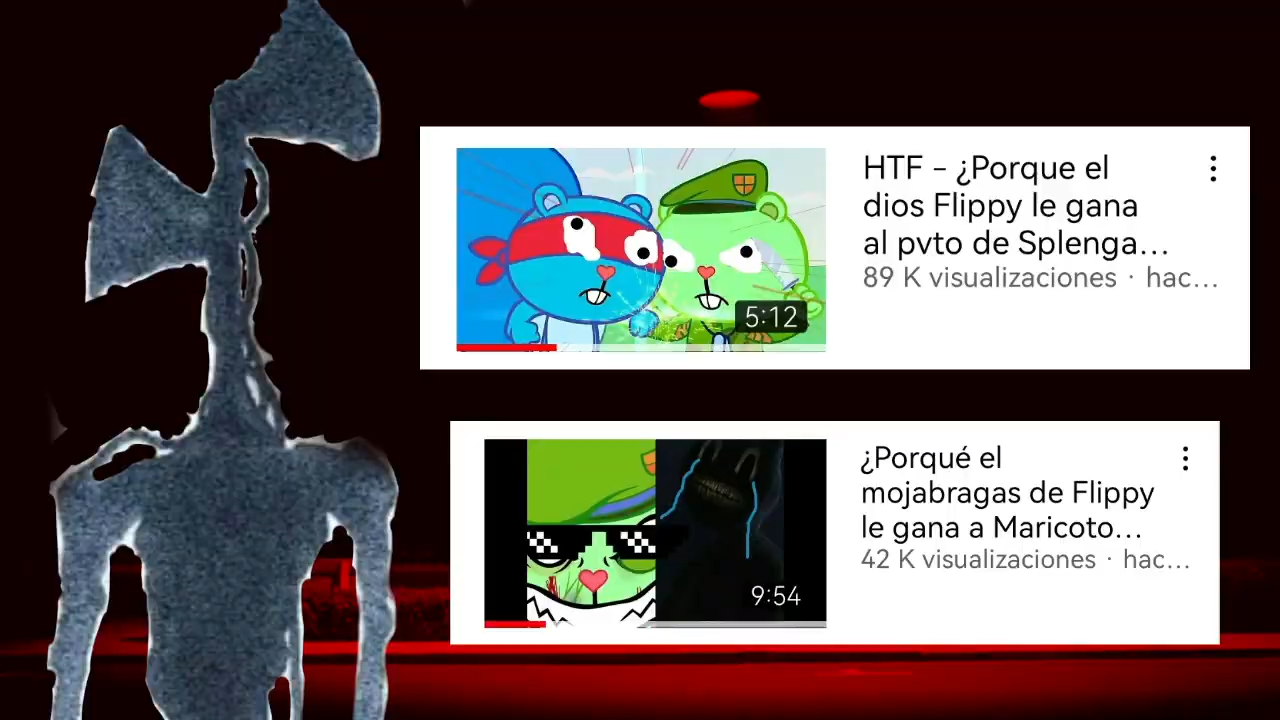 HTF - ¿Porque el
dios Flippy le gana
al pvto de Splenga...
89 K visualizaciones · hac...
5:12
¿Porqué el
mojabragas de Flippy
le gana a Maricoto...
42 K visualizaciones · hac...
9:54